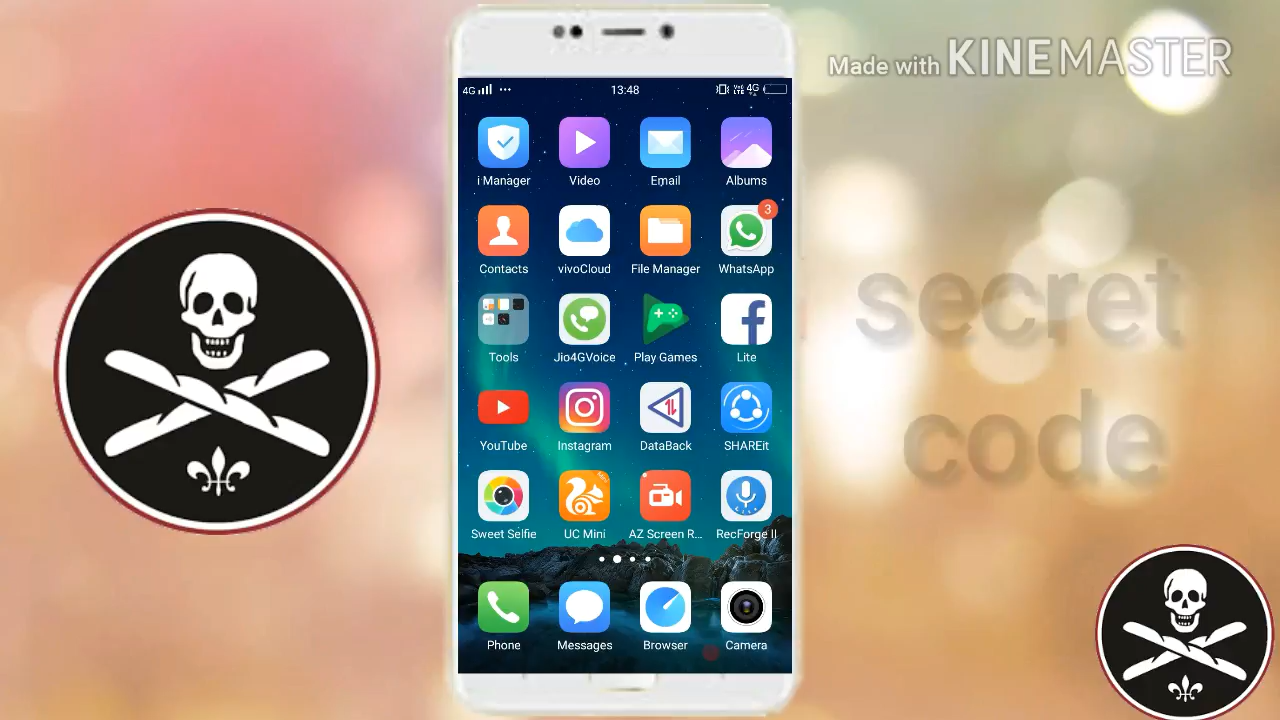 Made with KINEMASTER
4G ... 13:48 VoLTE 4G
i Manager Video Email Albums
3
Contacts vivoCloud File Manager WhatsApp
Tools Jio4GVoice Play Games Lite
YouTube Instagram DataBack SHAREit
Sweet Selfie UC Mini AZ Screen R... RecForge II
Phone Messages Browser Camera
secret
code